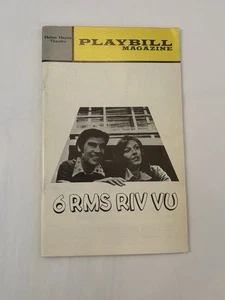 Helen Hayes
Theatre
PLAYBILL
MAGAZINE
6 RMS RIV VU